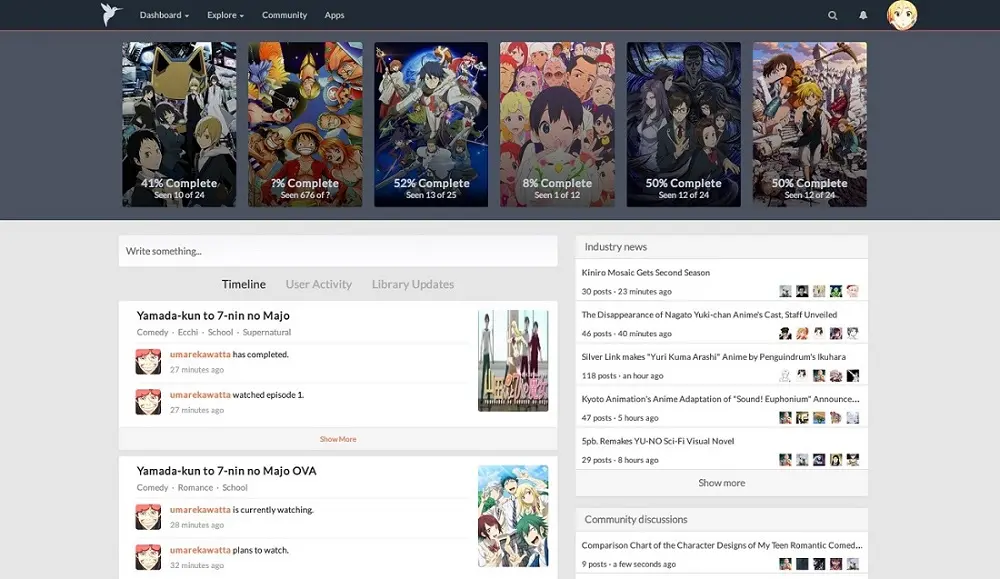 Dashboard Explore Community Apps
41% Complete
Seen 10 of 24
?% Complete
Seen 676 of ?
52% Complete
Seen 13 of 25
8% Complete
Seen 1 of 12
50% Complete
Seen 12 of 24
50% Complete
Seen 12 of 24
Write something...
Timeline User Activity Library Updates
Yamada-kun to 7-nin no Majo
Comedy - Ecchi - School - Supernatural
umarekawatta has completed.
27 minutes ago
umarekawatta watched episode 1.
27 minutes ago
Show More
Yamada-kun to 7-nin no Majo OVA
Comedy - Romance - School
umarekawatta is currently watching.
28 minutes ago
umarekawatta plans to watch.
32 minutes ago
Industry news
Kiniro Mosaic Gets Second Season
30 posts - 23 minutes ago
The Disappearance of Nagato Yuki-chan Anime's Cast, Staff Unveiled
46 posts - 40 minutes ago
Silver Link makes "Yuri Kuma Arashi" Anime by Penguindrum's Ikuhara
118 posts - an hour ago
Kyoto Animation's Anime Adaptation of "Sound! Euphonium" Announce...
47 posts - 5 hours ago
5pb. Remakes YU-NO Sci-Fi Visual Novel
29 posts - 8 hours ago
Show more
Community discussions
Comparison Chart of the Character Designs of My Teen Romantic Comed...
9 posts - a few seconds ago